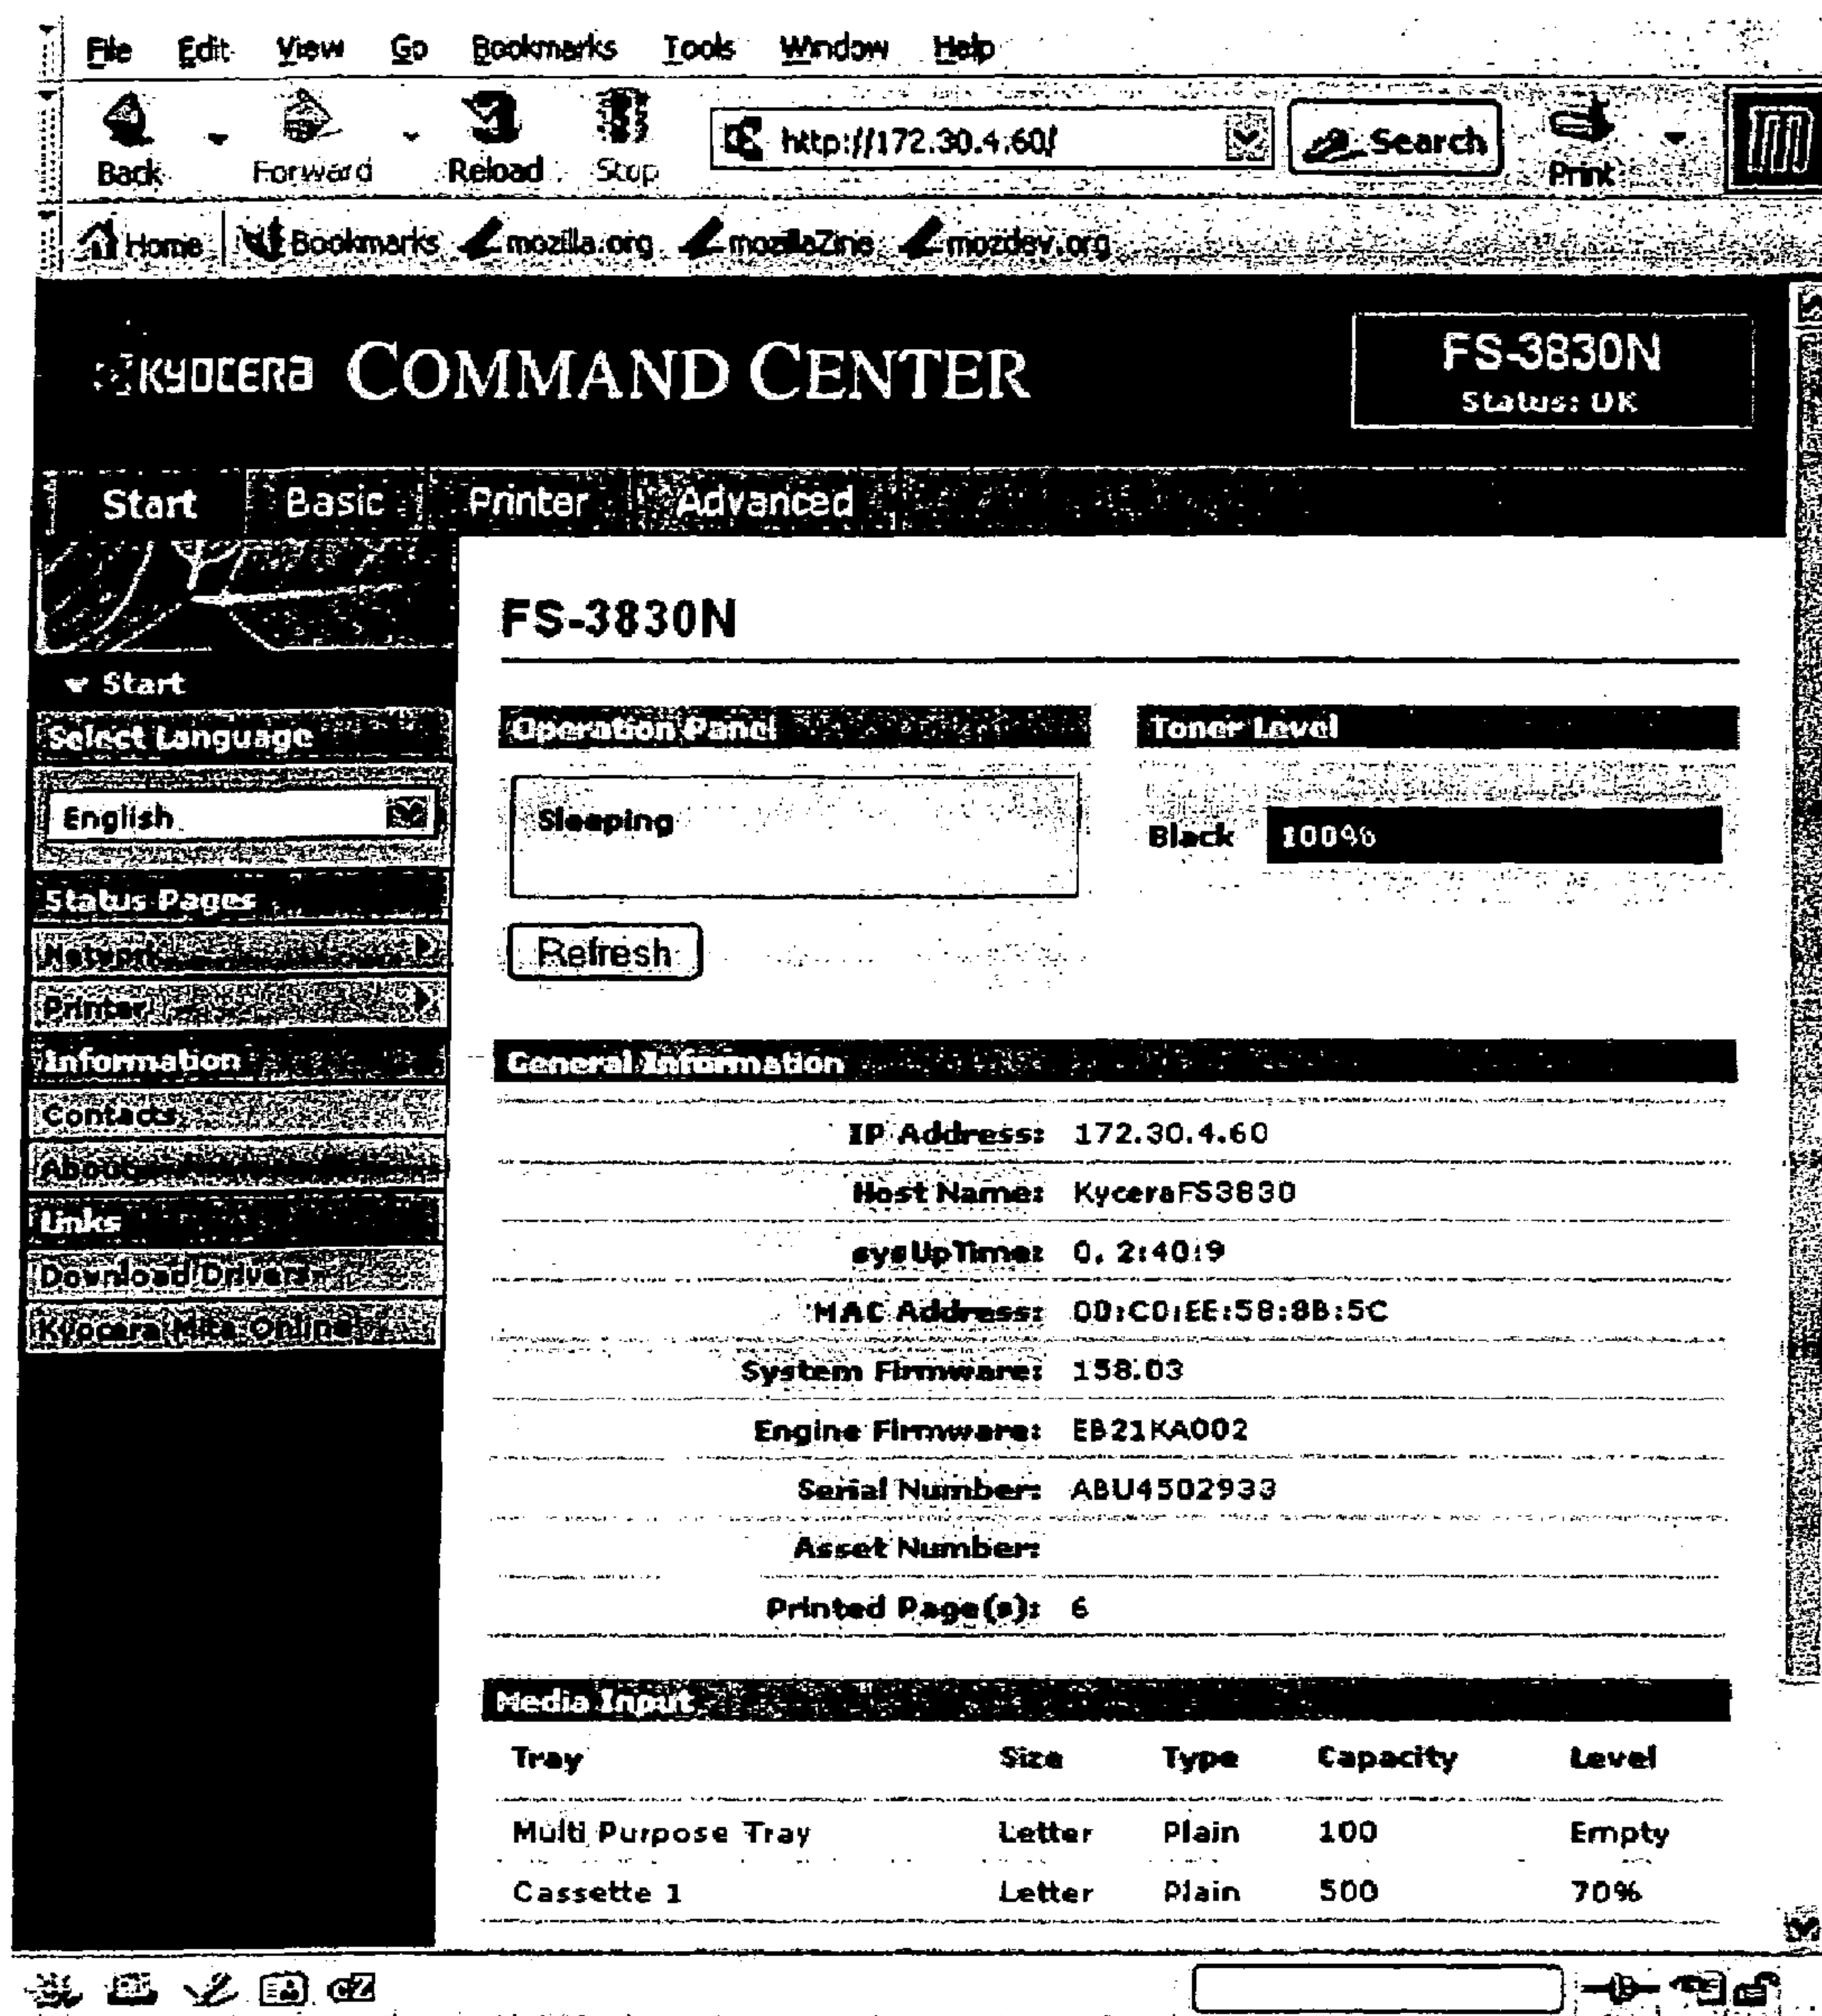 File Edit View Go Bookmarks Tools Window Help
Back Forward Reload Stop http://172.30.4.60/ Search Print
Home Bookmarks mozilla.org mozillaZine mozdev.org
KYOCERA COMMAND CENTER
FS-3830N
Status: OK
Start Basic Printer Advanced
FS-3830N
Start
Select Language
English
Status Pages
Network
Printer
Information
Contacts
About
Links
Download Drivers
Kyocera Mita Online
Operation Panel
Sleeping
Refresh
Toner Level
Black 100%
General Information
IP Address: 172.30.4.60
Host Name: KyceraFS3830
sysUpTime: 0, 2:40:9
MAC Address: 00:C0:EE:58:8B:5C
System Firmware: 158.03
Engine Firmware: EB21KA002
Serial Number: ABU4502933
Asset Number:
Printed Page(s): 6
Media Input
Tray Size Type Capacity Level
Multi Purpose Tray Letter Plain 100 Empty
Cassette 1 Letter Plain 500 70%